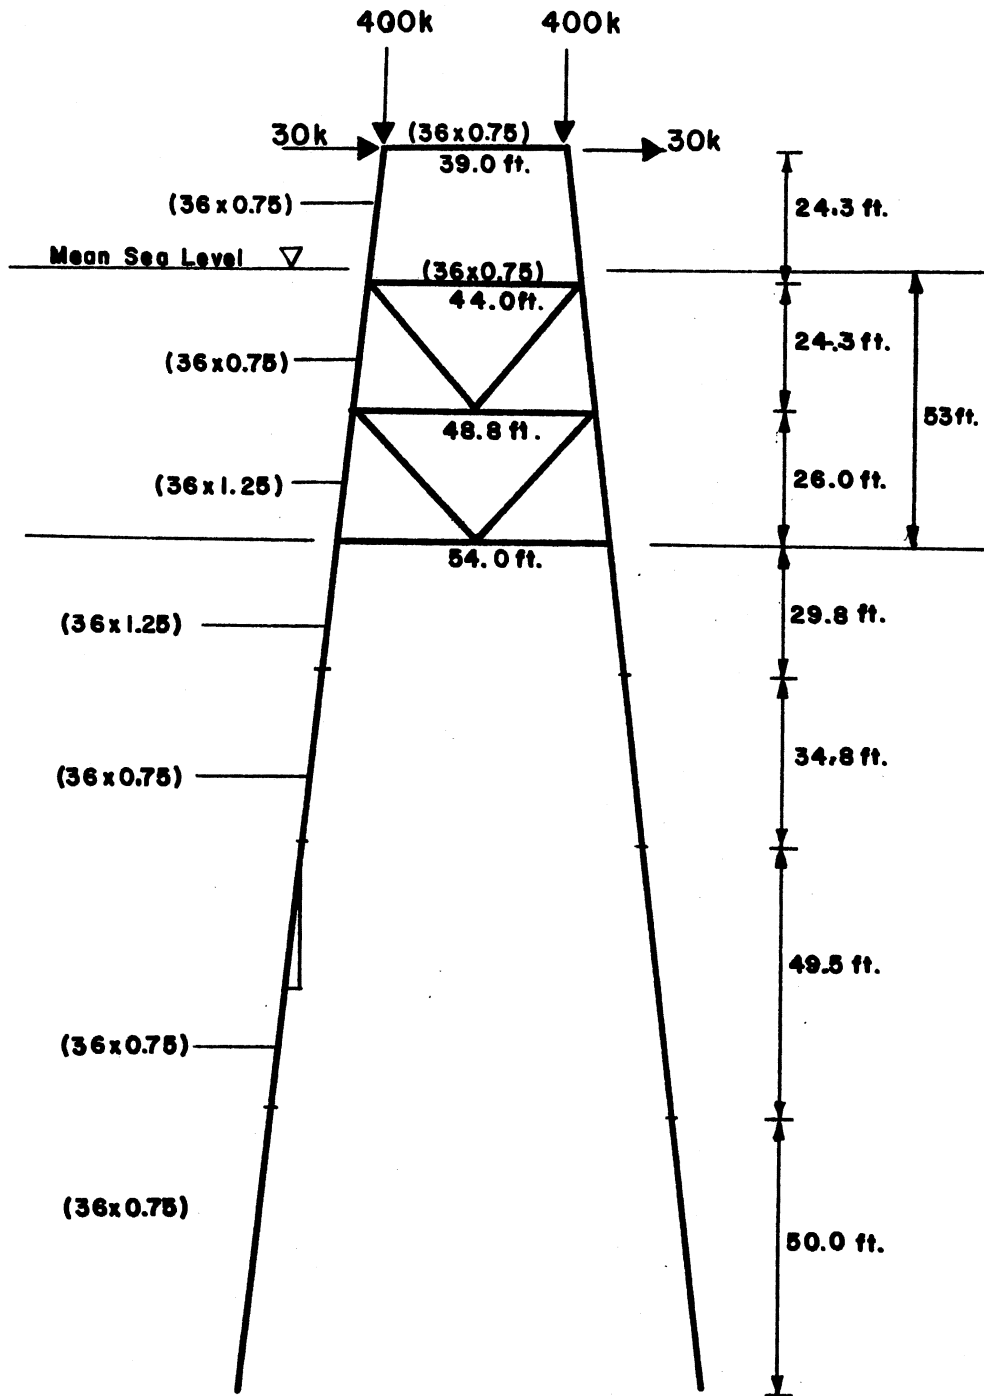 400k 400k
30k (36x0.75) 30k
39.0 ft.
(36x0.75) 24.3 ft.
Mean Sea Level
(36x0.75)
44.0ft.
(36x0.75) 24.3 ft.
48.8 ft. 53ft.
(36x1.25) 26.0 ft.
54.0 ft.
(36x1.25) 29.8 ft.
(36x0.75) 34.8 ft.
49.5 ft.
(36x0.75)
(36x0.75)
50.0 ft.